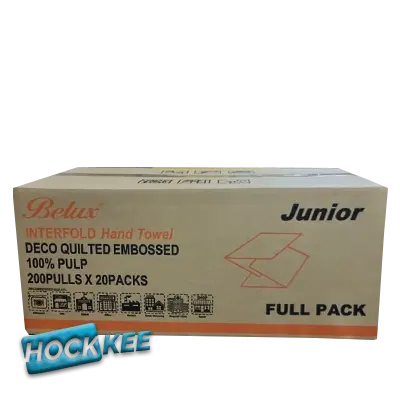 Belux
Junior
INTERFOLD Hand Towel
DECO QUILTED EMBOSSED
100% PULP
200PULLS X 20PACKS
FULL PACK
HOCKKEE